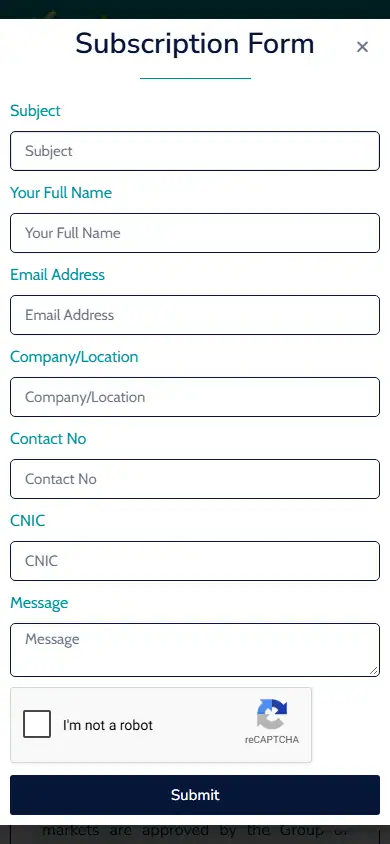 Subscription Form
×
Subject
Subject
Your Full Name
Your Full Name
Email Address
Email Address
Company/Location
Company/Location
Contact No
Contact No
CNIC
CNIC
Message
Message
I'm not a robot
reCAPTCHA
Submit
markets are approved by the Group of